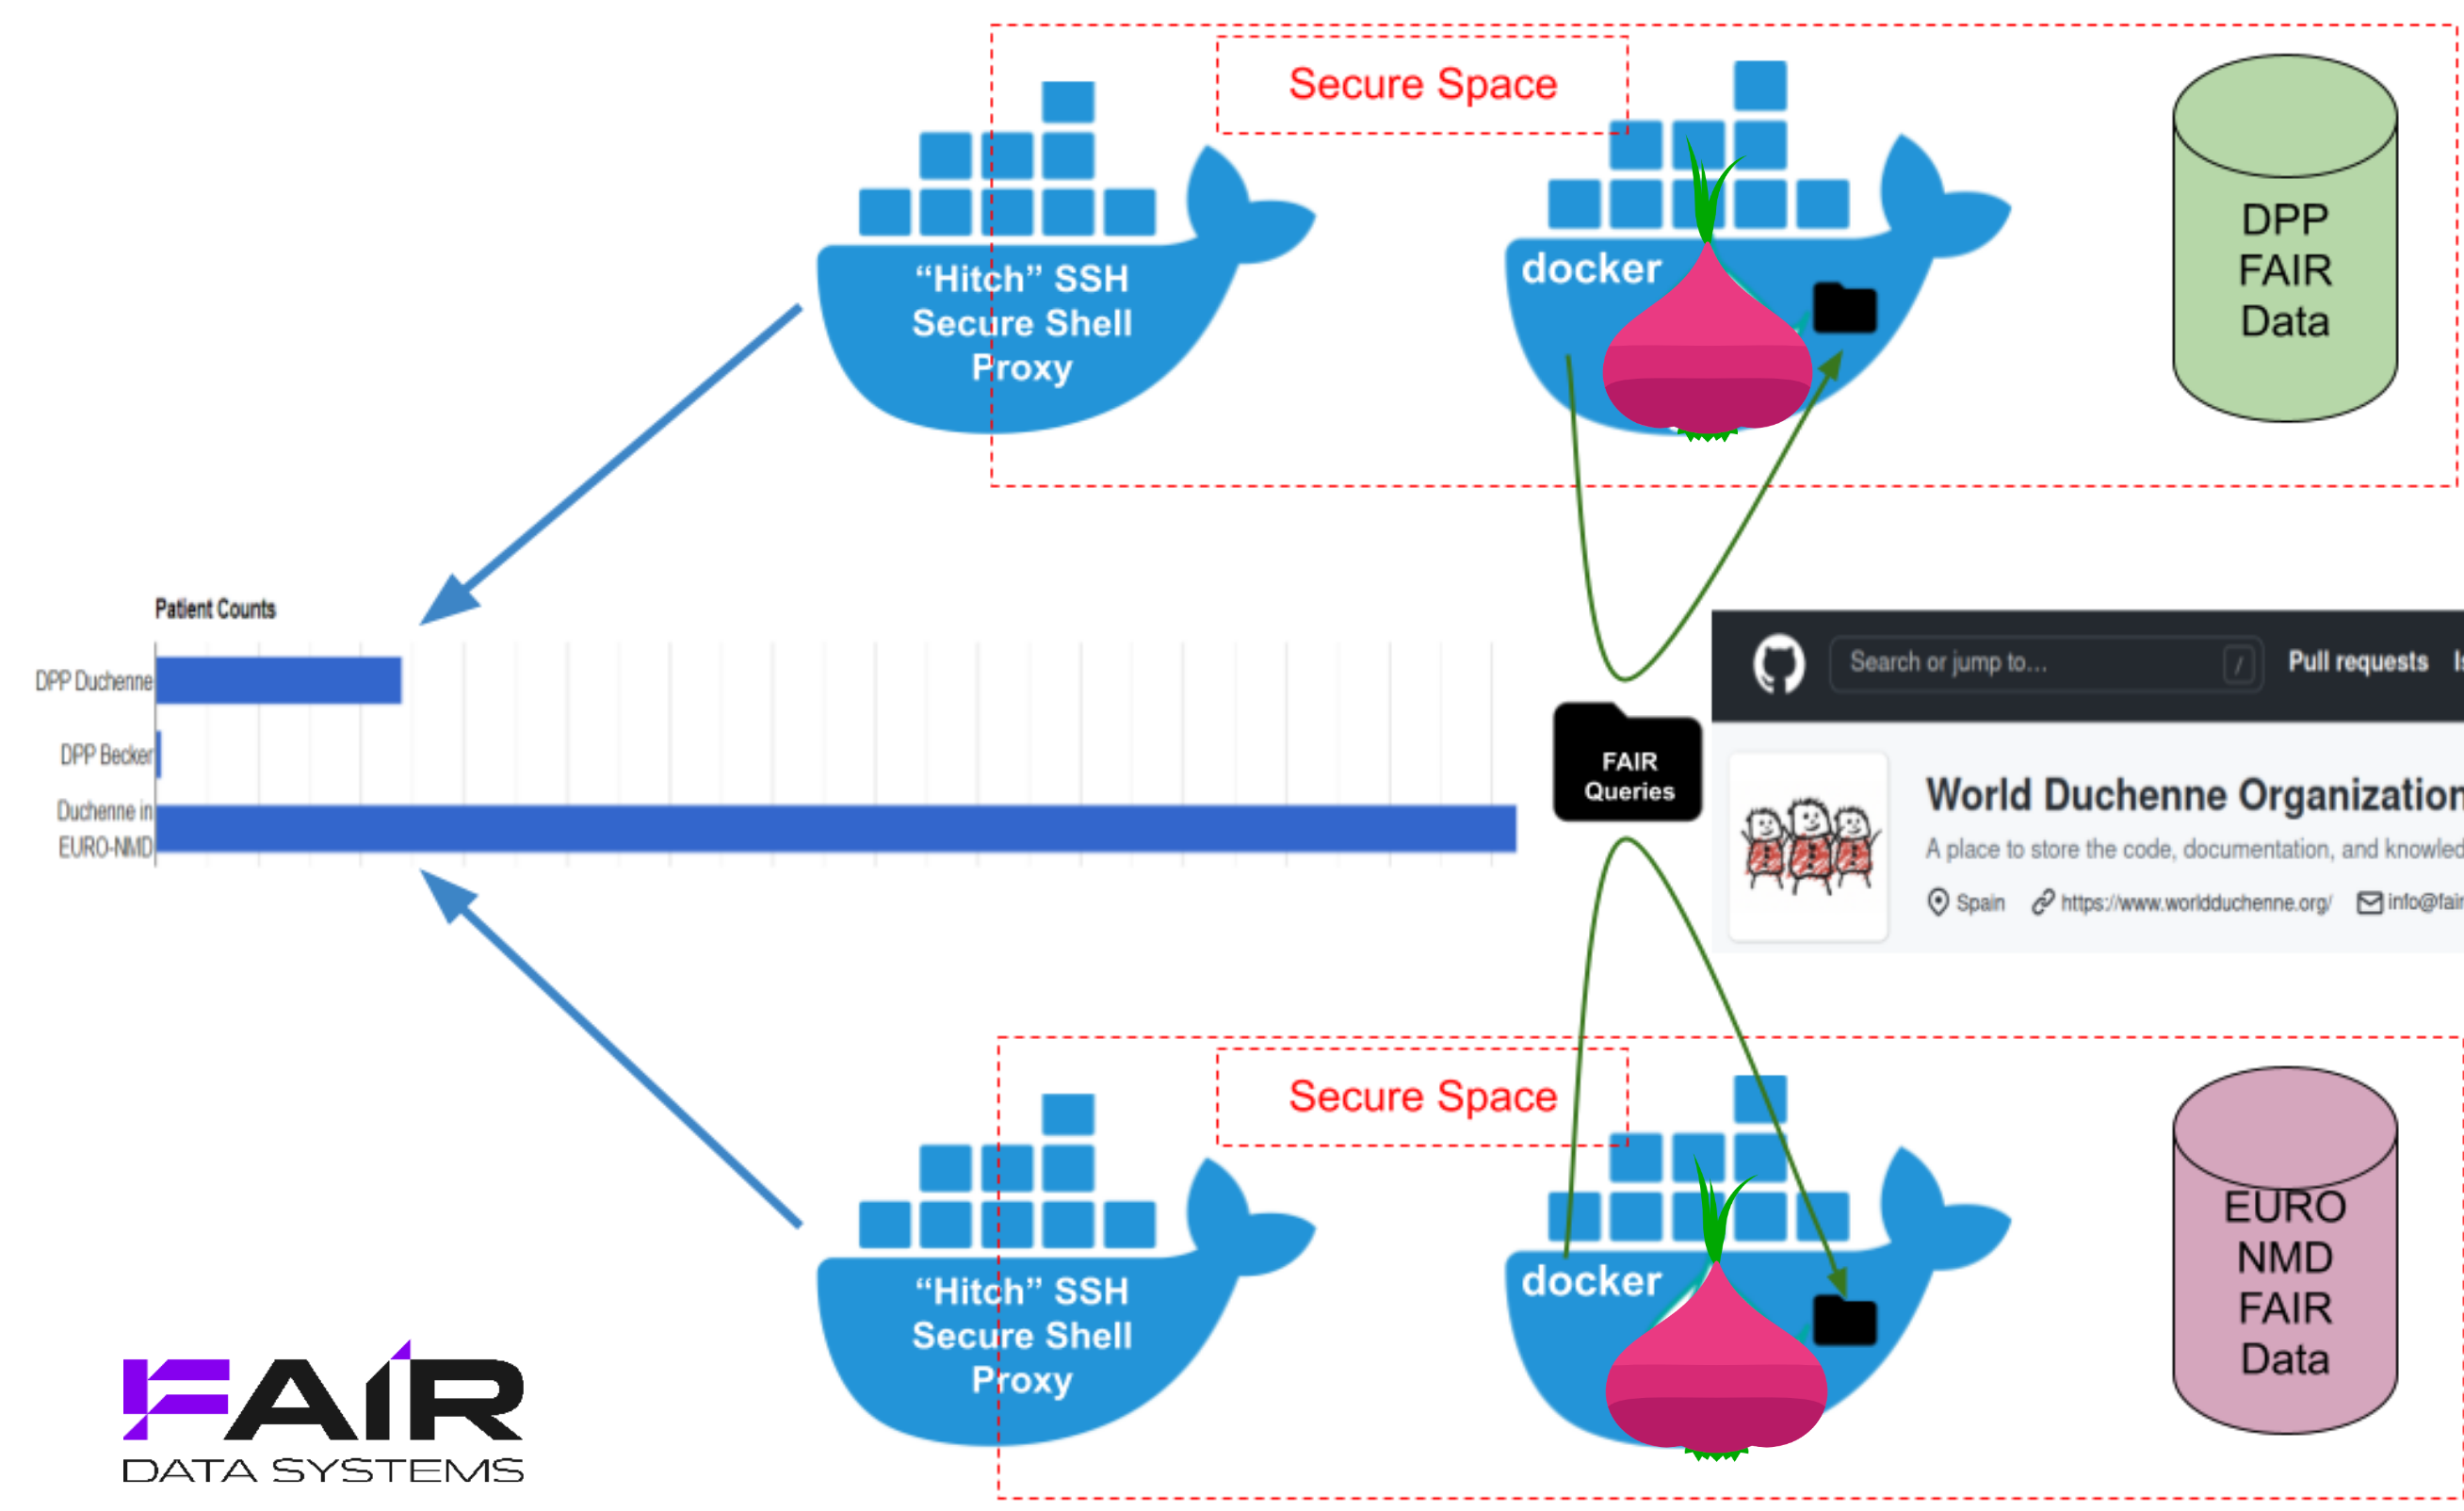 Secure Space
“Hitch” SSH
Secure Shell
Proxy
docker
DPP
FAIR
Data
Patient Counts
DPP Duchenne
DPP Becker
Duchenne in
EURO-NMD
FAIR
Queries
Search or jump to...
/
Pull requests
World Duchenne Organization
A place to store the code, documentation, and
Spain
https://www.worldduchenne.org/
Secure Space
“Hitch” SSH
Secure Shell
Proxy
docker
EURO
NMD
FAIR
Data
FAIR
DATA SYSTEMS